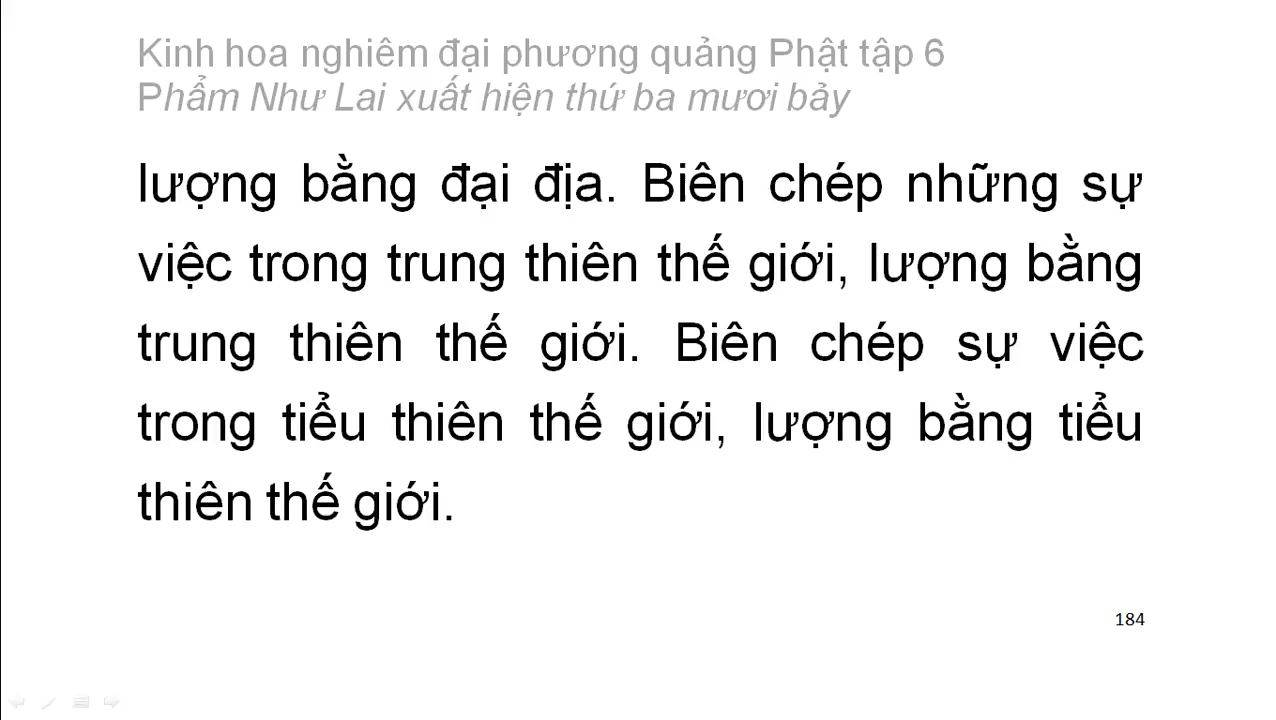 Kinh hoa nghiêm đại phương quảng Phật tập 6
Phẩm Như Lai xuất hiện thứ ba mươi bảy
lượng bằng đại địa. Biên chép những sự
việc trong trung thiên thế giới, lượng bằng
trung thiên thế giới. Biên chép sự việc
trong tiểu thiên thế giới, lượng bằng tiểu
thiên thế giới.
184